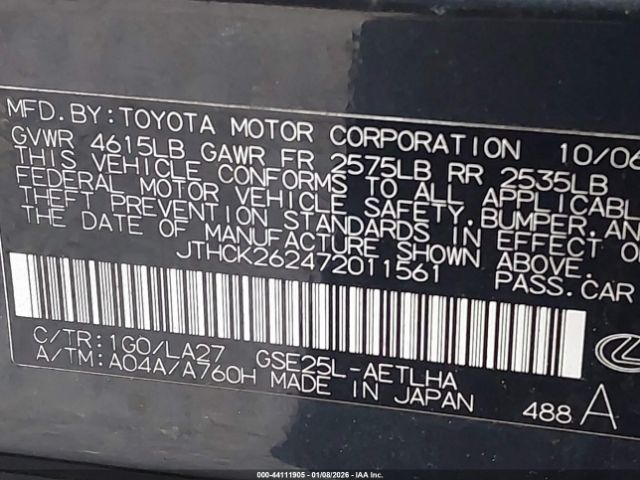 MFD. BY: TOYOTA MOTOR CORPORATION 10/06
GVWR 4615LB GAWR FR 2575LB RR 2535LB
THIS VEHICLE CONFORMS TO ALL APPLICABL
FEDERAL MOTOR VEHICLE SAFETY, BUMPER, AN
THEFT PREVENTION STANDARDS IN EFFECT O
THE DATE OF MANUFACTURE SHOWN ABOVE.
JTHCK262472011561 PASS. CAR
C/TR: 1G0/LA27 GSE25L-AETLHA
A/TM: A04A/A760H MADE IN JAPAN
488 A
000-44111905 - 01/08/2026 - © IAA Inc.